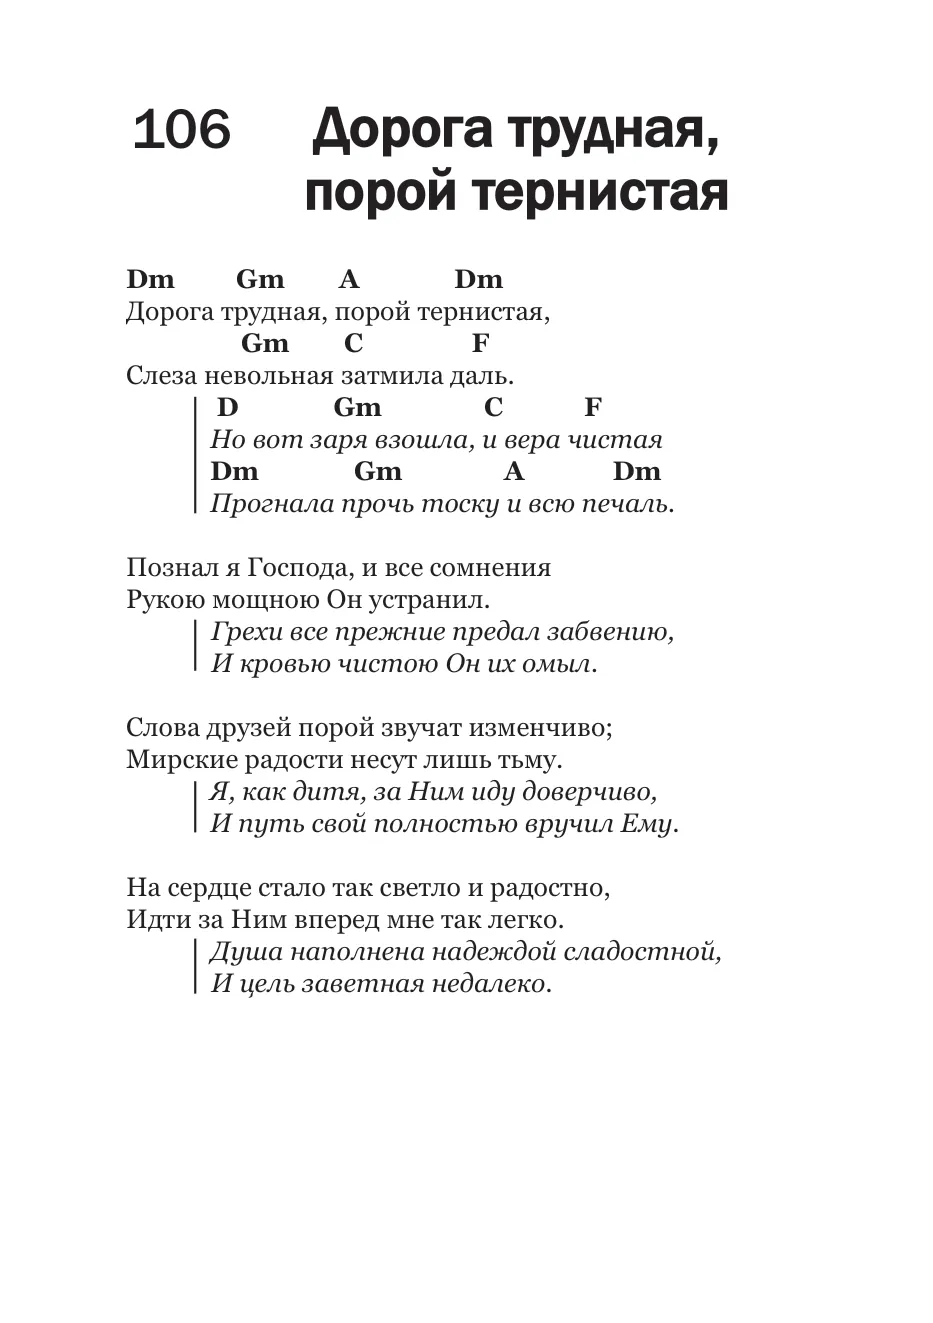 106
Дорога трудная,
порой тернистая
Dm Gm A Dm
Дорога трудная, порой тернистая,
Gm C F
Слеза невольная затмила даль.
D Gm C F
Но вот заря взошла, и вера чистая
Dm Gm A Dm
Прогнала прочь тоску и всю печаль.
Познал я Господа, и все сомнения
Рукою мощною Он устранил.
Грехи все прежние предал забвению,
И кровью чистою Он их омыл.
Слова друзей порой звучат изменчиво;
Мирские радости несут лишь тьму.
Я, как дитя, за Ним иду доверчиво,
И путь свой полностью вручил Ему.
На сердце стало так светло и радостно,
Идти за Ним вперед мне так легко.
Душа наполнена надеждой сладостной,
И цель заветная недалеко.